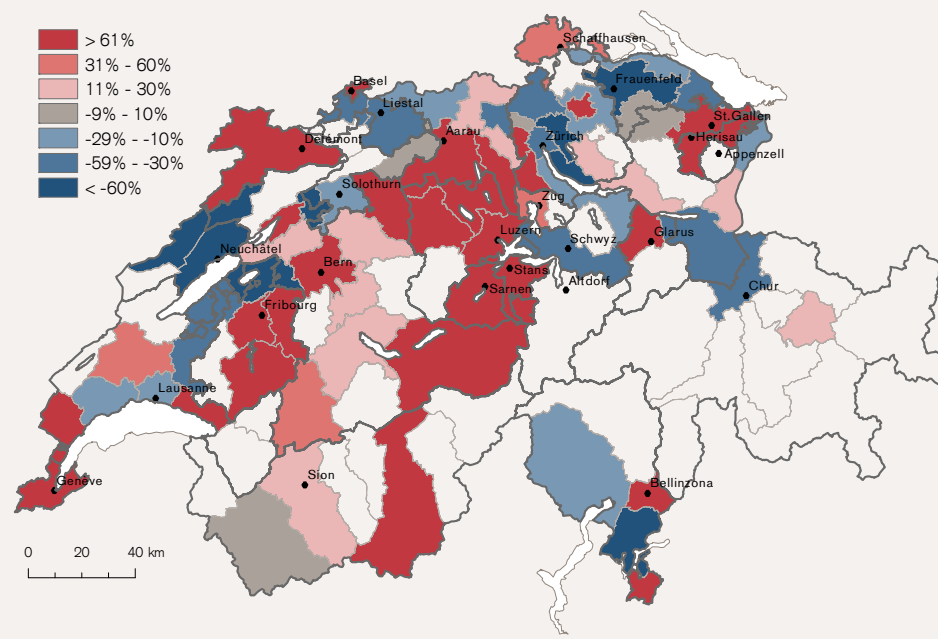 > 61%
31% - 60%
11% - 30%
-9% - 10%
-29% - -10%
-59% - -30%
< -60%
Schaffhausen
Basel
Frauenfeld
Liestal
St.Gallen
Delémont
Aarau
Zürich
Herisau
Appenzell
Solothurn
Zug
Neuchâtel
Luzern
Schwyz
Glarus
Bern
Stans
Sarnen
Altdorf
Chur
Fribourg
Lausanne
Sion
Genève
Bellinzona
0 20 40 km